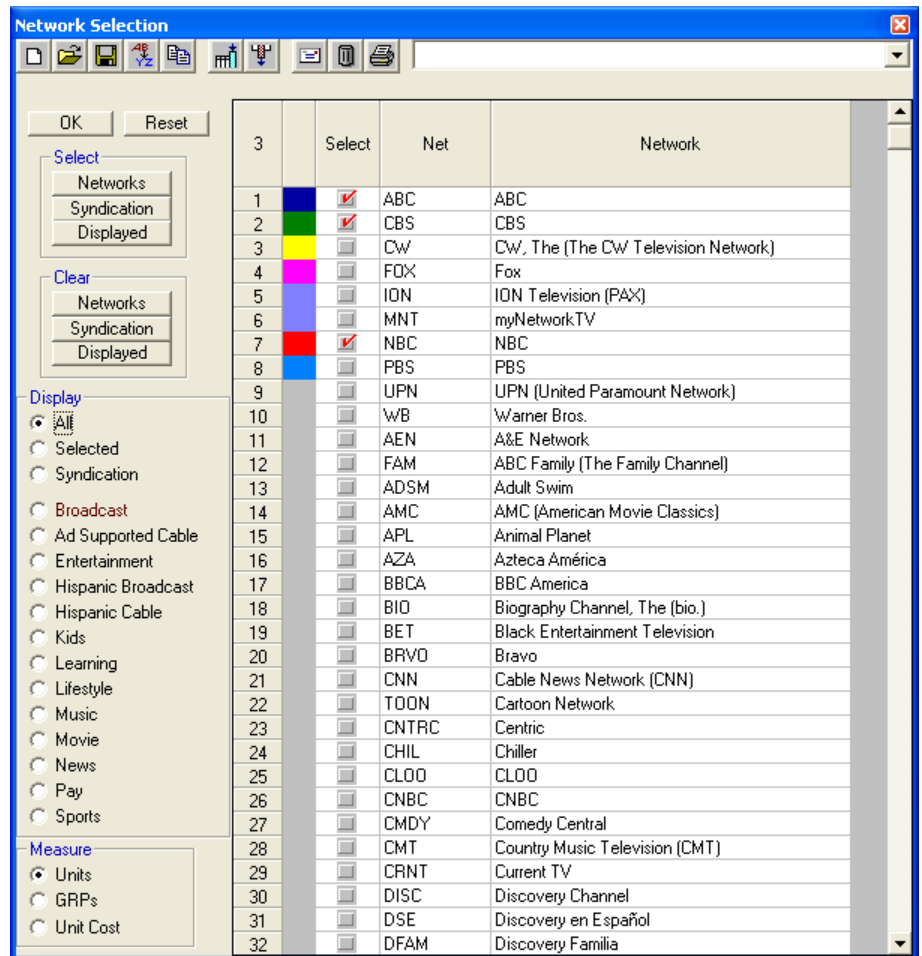 Network Selection
OK Reset
Select
Networks
Syndication
Displayed
Clear
Networks
Syndication
Displayed
Display
All
Selected
Syndication
Broadcast
Ad Supported Cable
Entertainment
Hispanic Broadcast
Hispanic Cable
Kids
Learning
Lifestyle
Music
Movie
News
Pay
Sports
Measure
Units
GRPs
Unit Cost
3 Select Net Network
1 ABC ABC
2 CBS CBS
3 CW CW, The (The CW Television Network)
4 FOX Fox
5 ION ION Television (PAX)
6 MNT myNetworkTV
7 NBC NBC
8 PBS PBS
9 UPN UPN (United Paramount Network)
10 WB Warner Bros.
11 AEN A&E Network
12 FAM ABC Family (The Family Channel)
13 ADSM Adult Swim
14 AMC AMC (American Movie Classics)
15 APL Animal Planet
16 AZA Azteca América
17 BBCA BBC America
18 BIO Biography Channel, The (bio.)
19 BET Black Entertainment Television
20 BRVO Bravo
21 CNN Cable News Network (CNN)
22 TOON Cartoon Network
23 CNTRC Centric
24 CHIL Chiller
25 CLOO CLOO
26 CNBC CNBC
27 CMDY Comedy Central
28 CMT Country Music Television (CMT)
29 CRNT Current TV
30 DISC Discovery Channel
31 DSE Discovery en Español
32 DFAM Discovery Familia